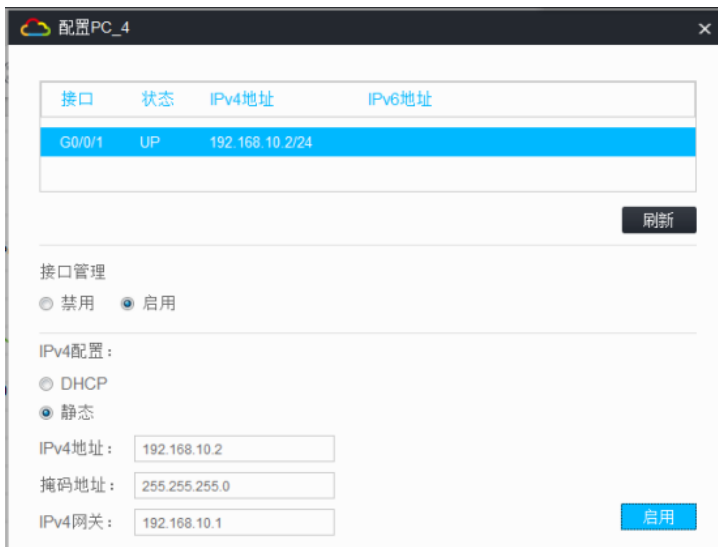 配置PC_4
接口 状态 IPv4地址 IPv6地址
G0/0/1 UP 192.168.10.2/24
刷新
接口管理
禁用 启用
IPv4配置：
DHCP
静态
IPv4地址： 192.168.10.2
掩码地址： 255.255.255.0
IPv4网关： 192.168.10.1
启用